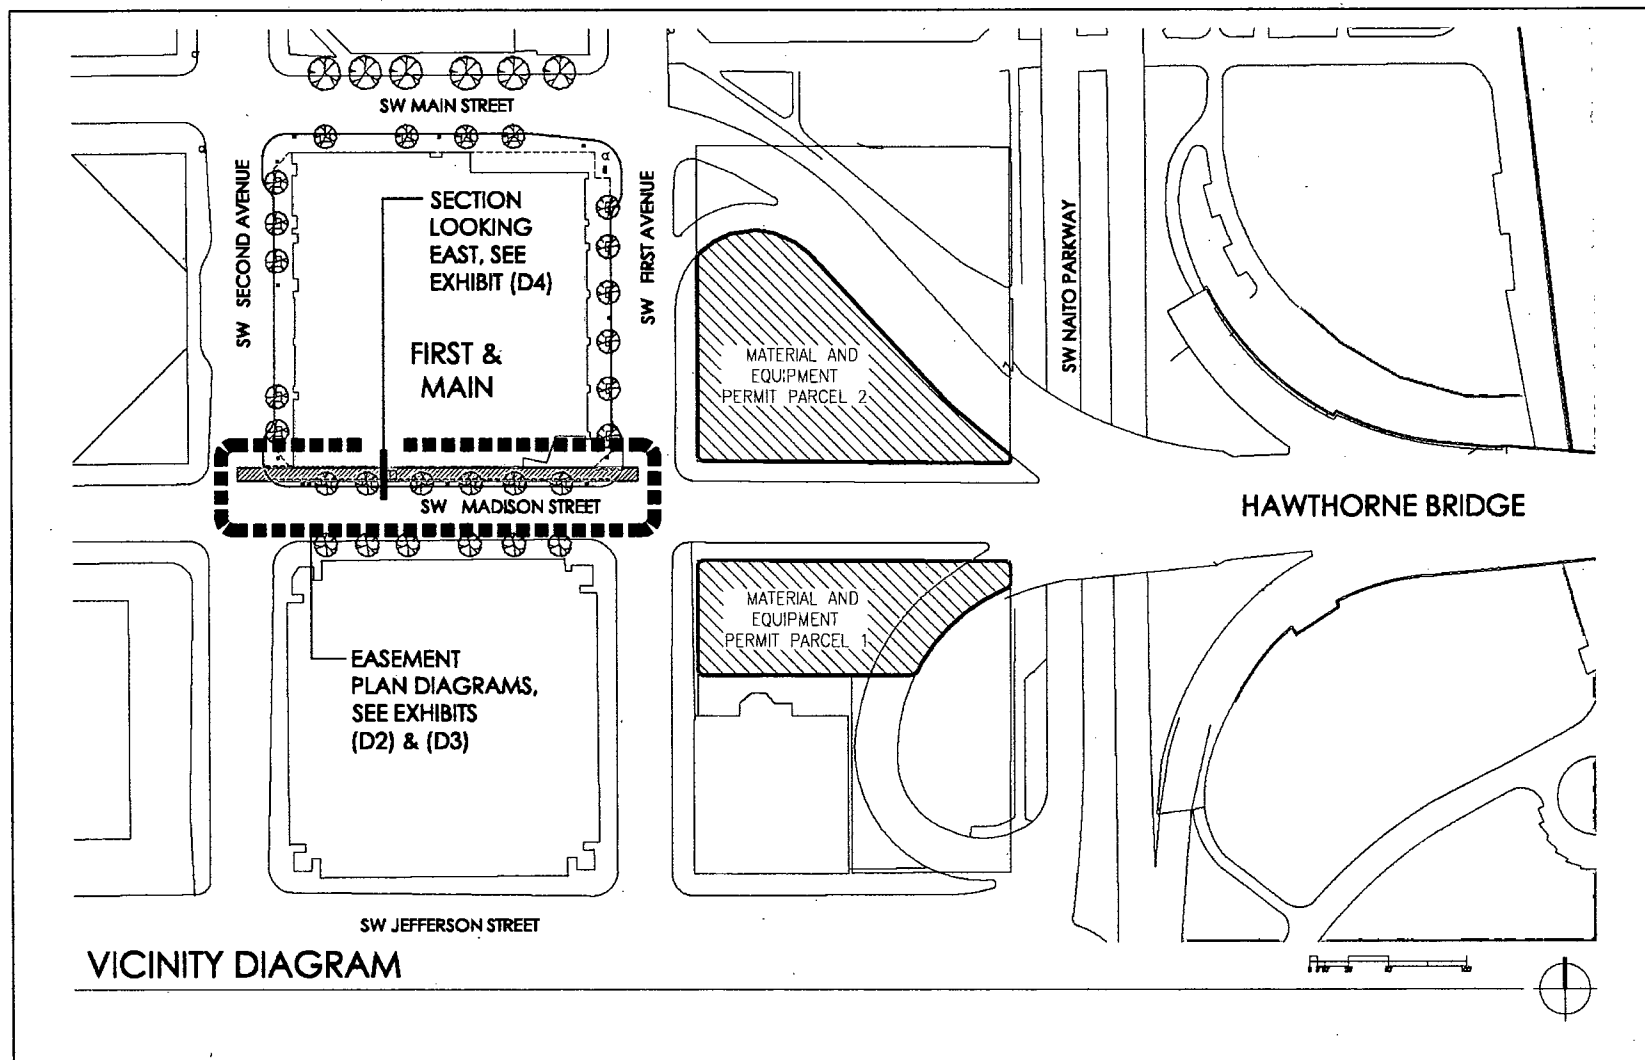 SW MAIN STREET
SW SECOND AVENUE
SECTION
LOOKING
EAST, SEE
EXHIBIT (D4)
SW FIRST AVENUE
SW NAITO PARKWAY
FIRST &
MAIN
MATERIAL AND
EQUIPMENT
PERMIT PARCEL 2
SW MADISON STREET
HAWTHORNE BRIDGE
MATERIAL AND
EQUIPMENT
PERMIT PARCEL 1
EASEMENT
PLAN DIAGRAMS,
SEE EXHIBITS
(D2) & (D3)
SW JEFFERSON STREET
VICINITY DIAGRAM